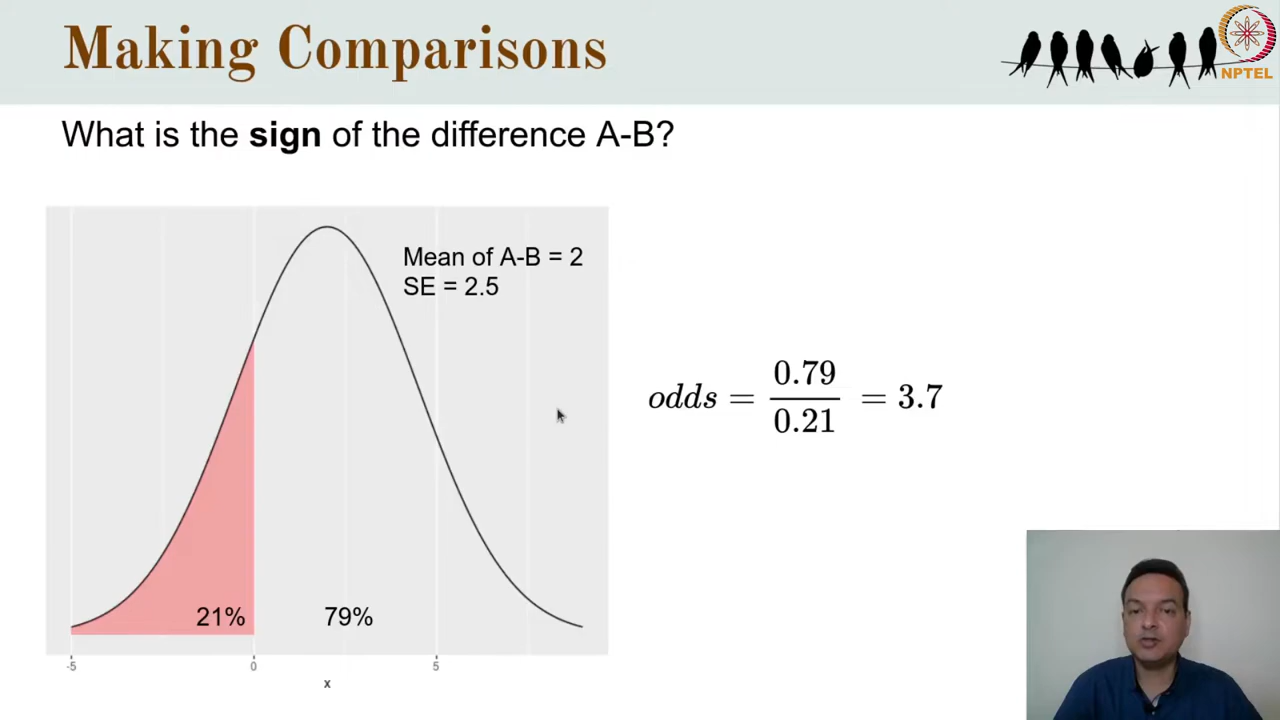 Making Comparisons
NPTEL
What is the sign of the difference A-B?
Mean of A-B = 2
SE = 2.5
odds = 0.79 / 0.21 = 3.7
21% 79%
-5 0 5
x